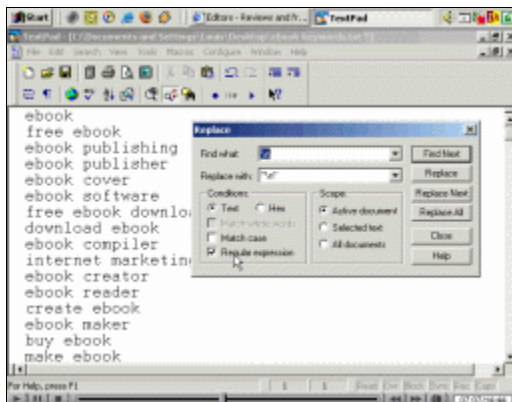 Start
Editors - Reviews and fr...
TextPad
TextPad - [C:\Documents and Settings\Louis\Desktop\ebook keywords.txt *]
File Edit Search View Tools Macros Configure Window Help
ebook
free ebook
ebook publishing
ebook publisher
ebook cover
ebook software
free ebook downlo
download ebook
ebook compiler
internet marketing
ebook creator
ebook reader
create ebook
ebook maker
buy ebook
make ebook
Replace
Find what:
Find Next
Replace with:
Replace
Conditions
Scope
Replace Next
Text
Hex
Active document
Replace All
Match whole words
Selected text
Match case
All documents
Close
Regular expression
Help
For Help, press F1
1 1 Read Ovr Block Sync Rec Caps